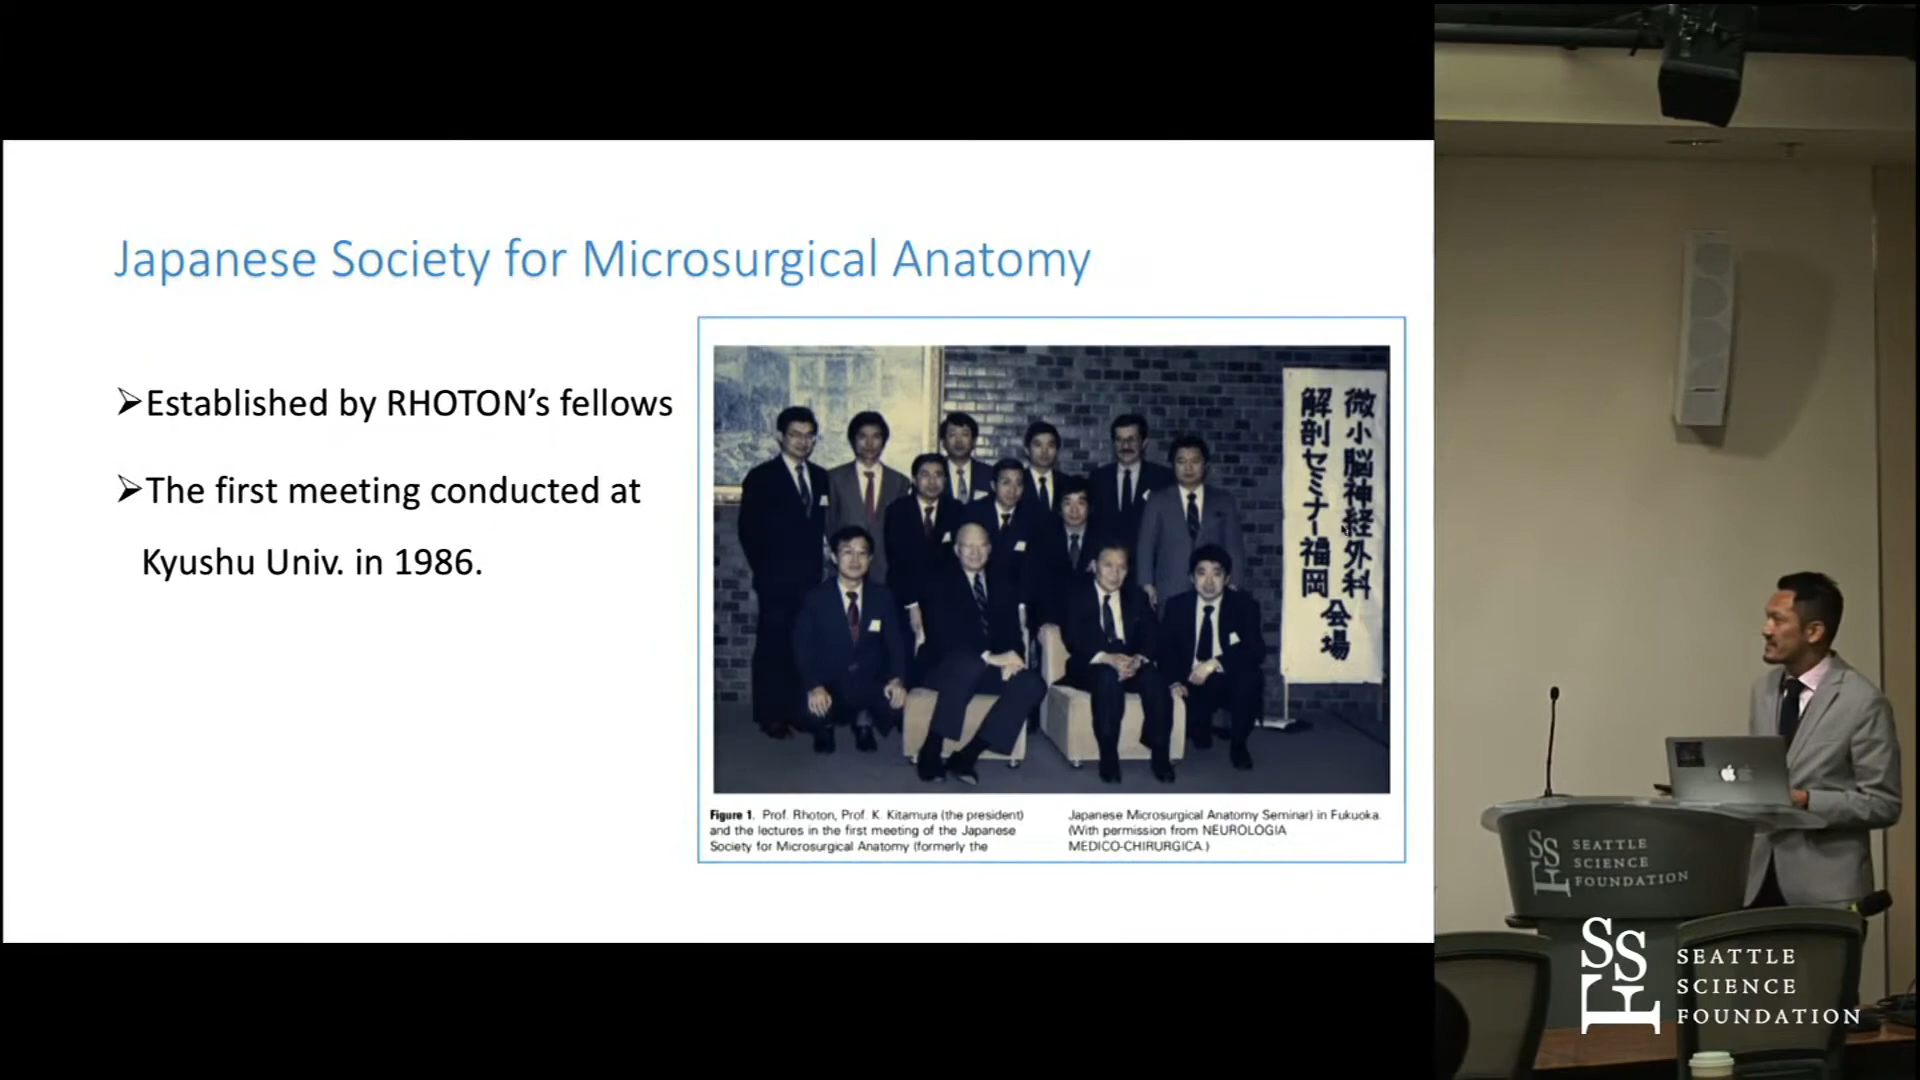 Japanese Society for Microsurgical Anatomy
➢Established by RHOTON's fellows
➢The first meeting conducted at
Kyushu Univ. in 1986.
微小脳神経外科
解剖セミナー福岡
会場
Figure 1. Prof. Rhoton, Prof. K. Kitamura (the president)
and the lectures in the first meeting of the Japanese
Society for Microsurgical Anatomy (formerly the
Japanese Microsurgical Anatomy Seminar) in Fukuoka.
(With permission from NEUROLOGIA
MEDICO-CHIRURGICA.)
SSF
SEATTLE
SCIENCE
FOUNDATION
SSF
SEATTLE
SCIENCE
FOUNDATION